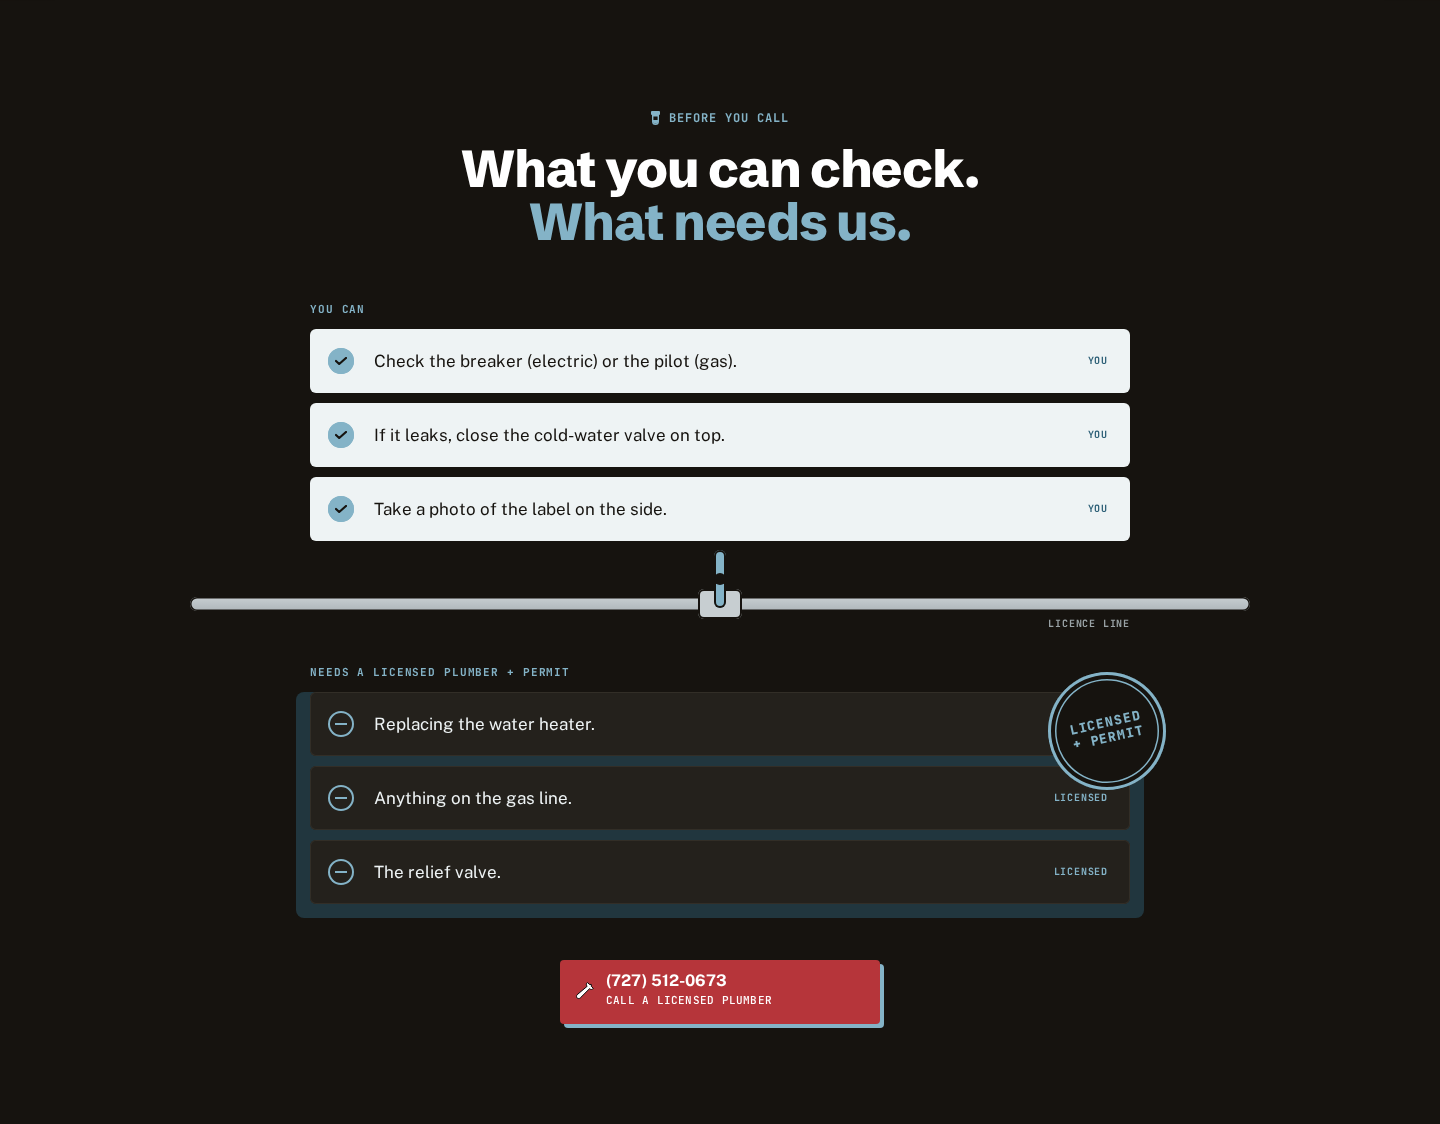 BEFORE YOU CALL
What you can check.
What needs us.
YOU CAN
Check the breaker (electric) or the pilot (gas).
YOU
If it leaks, close the cold-water valve on top.
YOU
Take a photo of the label on the side.
YOU
LICENCE LINE
NEEDS A LICENSED PLUMBER + PERMIT
Replacing the water heater.
LICENSED
+ PERMIT
Anything on the gas line.
LICENSED
The relief valve.
LICENSED
(727) 512-0673
CALL A LICENSED PLUMBER